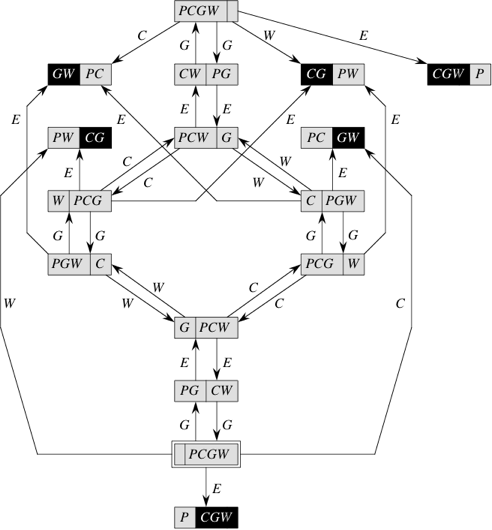 PCGW
C G G W E
GW PC CW PG CG PW CGW P
E E E E E
PW CG PCW G PC GW
E C C W W E
W PCG C PGW
G G G G
PGW C PCG W
W W W C C C
G PCW
E E
PG CW
G G
PCGW
E
P CGW